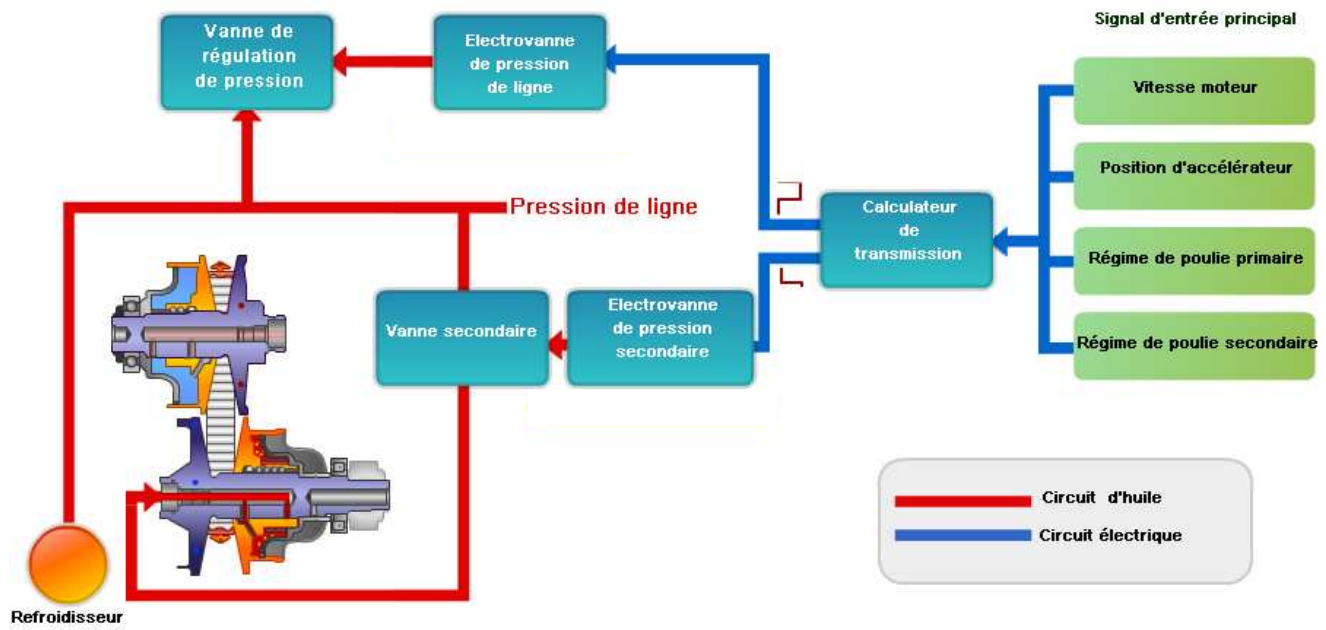 Signal d'entrée principal
Vanne de
régulation
de pression
Electrovanne
de pression
de ligne
Vitesse moteur
Position d'accélérateur
Pression de ligne
Calculateur
de
transmission
Régime de poulie primaire
Vanne secondaire
Electrovanne
de pression
secondaire
Régime de poulie secondaire
Circuit d'huile
Circuit électrique
Refroidisseur